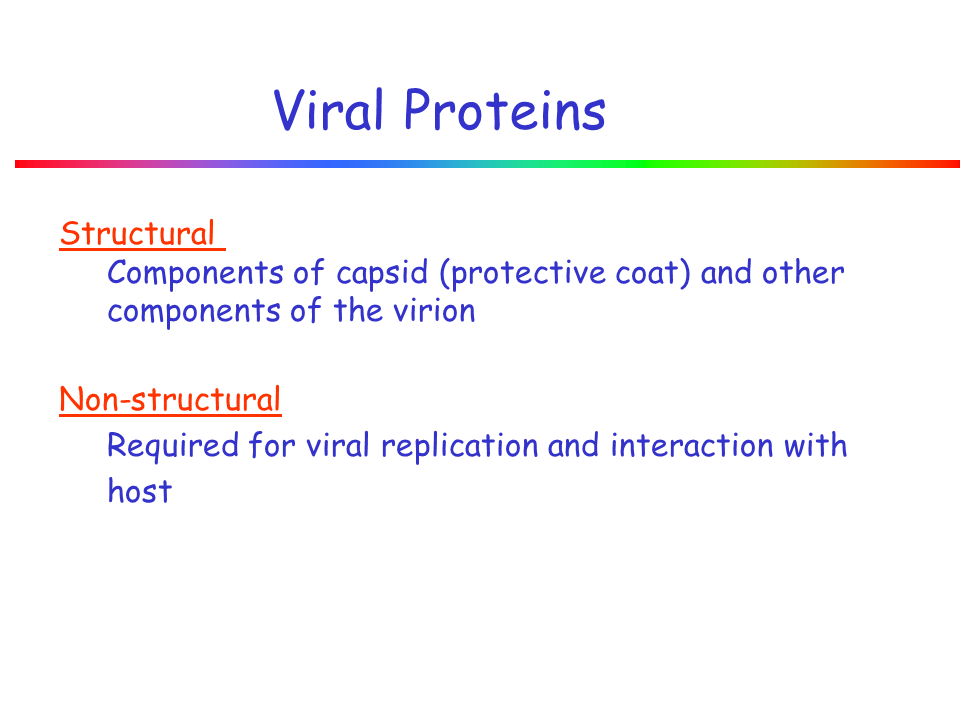 Viral Proteins
Structural
Components of capsid (protective coat) and other
components of the virion
Non-structural
Required for viral replication and interaction with
host